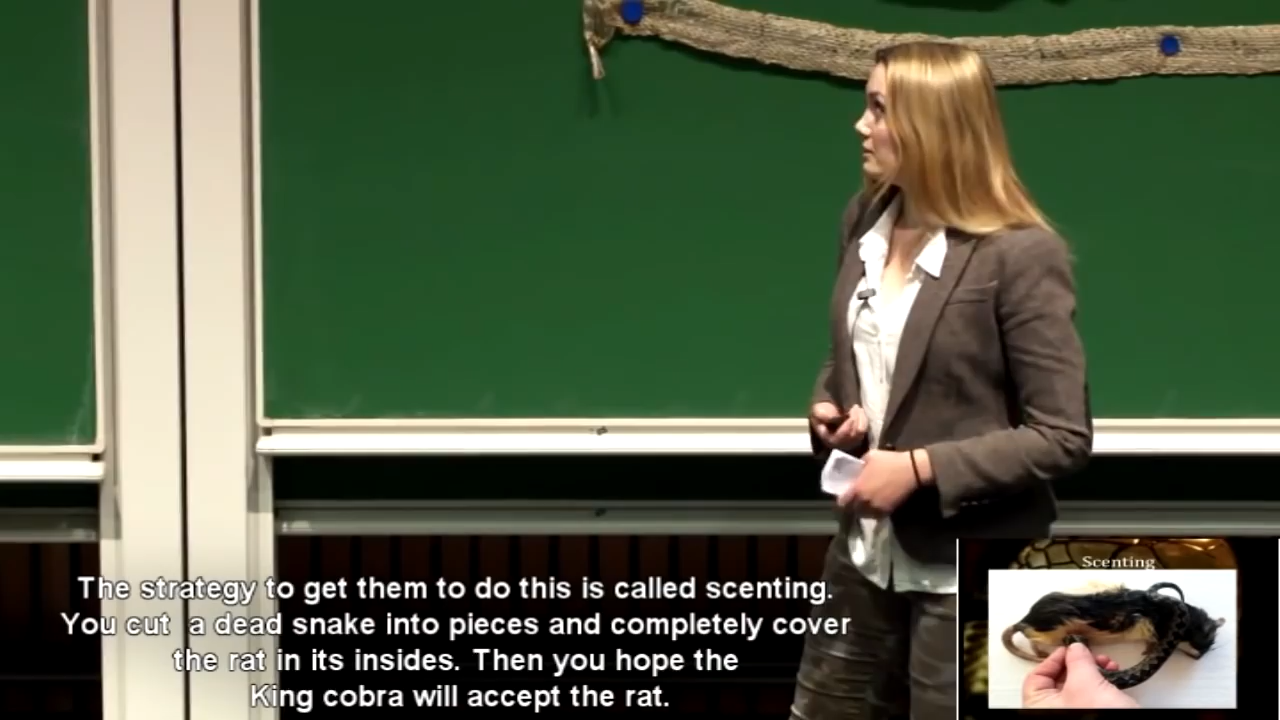 Scenting
The strategy to get them to do this is called scenting.
You cut  a dead snake into pieces and completely cover
the rat in its insides. Then you hope the
King cobra will accept the rat.